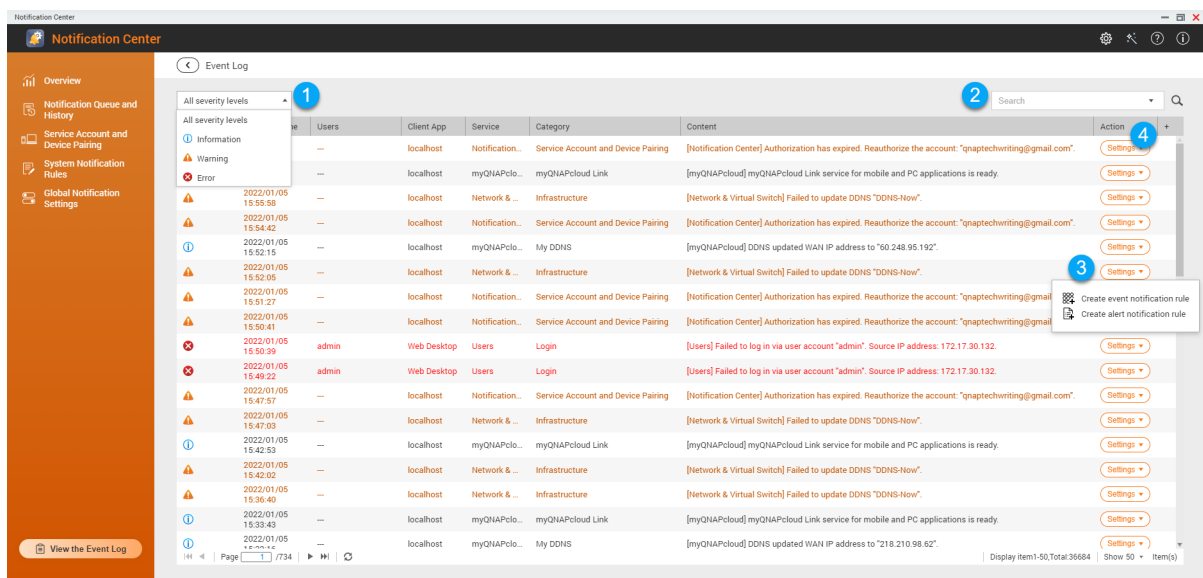 Notification Center
Notification Center
Overview
Notification Queue and
History
Service Account and
Device Pairing
System Notification
Rules
Global Notification
Settings
View the Event Log
Event Log
All severity levels
1
2
Search
All severity levels
Information
Warning
Error
Users Client App Service Category Content Action +
4
--- localhost Notification... Service Account and Device Pairing [Notification Center] Authorization has expired. Reauthorize the account: "qnaptechwriting@gmail.com". Settings
--- localhost myQNAPclo... myQNAPcloud Link [myQNAPcloud] myQNAPcloud Link service for mobile and PC applications is ready. Settings
2022/01/05
15:55:58 --- localhost Network & ... Infrastructure [Network & Virtual Switch] Failed to update DDNS "DDNS-Now". Settings
2022/01/05
15:54:42 --- localhost Notification... Service Account and Device Pairing [Notification Center] Authorization has expired. Reauthorize the account: "qnaptechwriting@gmail.com". Settings
2022/01/05
15:52:15 --- localhost myQNAPclo... My DDNS [myQNAPcloud] DDNS updated WAN IP address to "60.248.95.192". Settings
2022/01/05
15:52:05 --- localhost Network & ... Infrastructure [Network & Virtual Switch] Failed to update DDNS "DDNS-Now". Settings
3
Create event notification rule
Create alert notification rule
2022/01/05
15:51:27 --- localhost Notification... Service Account and Device Pairing [Notification Center] Authorization has expired. Reauthorize the account: "qnaptechwriting@gmail
2022/01/05
15:50:41 --- localhost Notification... Service Account and Device Pairing [Notification Center] Authorization has expired. Reauthorize the account: "qnaptechwriting@gmail
2022/01/05
15:50:39 admin Web Desktop Users Login [Users] Failed to log in via user account "admin". Source IP address: 172.17.30.132. Settings
2022/01/05
15:49:22 admin Web Desktop Users Login [Users] Failed to log in via user account "admin". Source IP address: 172.17.30.132. Settings
2022/01/05
15:47:57 --- localhost Notification... Service Account and Device Pairing [Notification Center] Authorization has expired. Reauthorize the account: "qnaptechwriting@gmail.com". Settings
2022/01/05
15:47:03 --- localhost Network & ... Infrastructure [Network & Virtual Switch] Failed to update DDNS "DDNS-Now". Settings
2022/01/05
15:42:53 --- localhost myQNAPclo... myQNAPcloud Link [myQNAPcloud] myQNAPcloud Link service for mobile and PC applications is ready. Settings
2022/01/05
15:42:02 --- localhost Network & ... Infrastructure [Network & Virtual Switch] Failed to update DDNS "DDNS-Now". Settings
2022/01/05
15:36:40 --- localhost Network & ... Infrastructure [Network & Virtual Switch] Failed to update DDNS "DDNS-Now". Settings
2022/01/05
15:33:43 --- localhost myQNAPclo... myQNAPcloud Link [myQNAPcloud] myQNAPcloud Link service for mobile and PC applications is ready. Settings
2022/01/05
--- localhost myQNAPclo... My DDNS [myQNAPcloud] DDNS updated WAN IP address to "218.210.98.62". Settings
Page 1 /734 Display item1-50,Total:36684 Show 50 Item(s)